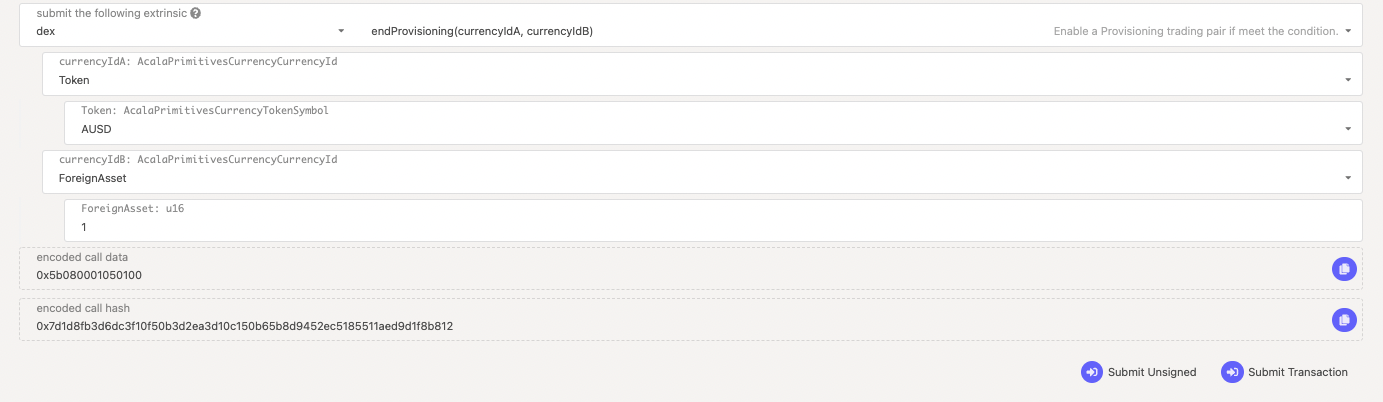 submit the following extrinsic
dex endProvisioning(currencyIdA, currencyIdB) Enable a Provisioning trading pair if meet the condition.
currencyIdA: AcalaPrimitivesCurrencyCurrencyId
Token
Token: AcalaPrimitivesCurrencyTokenSymbol
AUSD
currencyIdB: AcalaPrimitivesCurrencyCurrencyId
ForeignAsset
ForeignAsset: u16
1
encoded call data
0x5b080001050100
encoded call hash
0x7d1d8fb3d6dc3f10f50b3d2ea3d10c150b65b8d9452ec5185511aed9d1f8b812
Submit Unsigned Submit Transaction